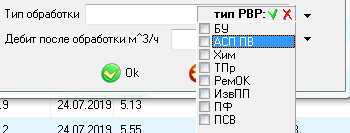 Тип обработки
тип РВР:
Дебит после обработки м^3/ч
БУ
АСП ПВ
Хим
ТПр
РемОК
ИзвПП
ПФ
ПСВ
Ok
.9 24.07.2019 5.13
24.07.2019 5.55